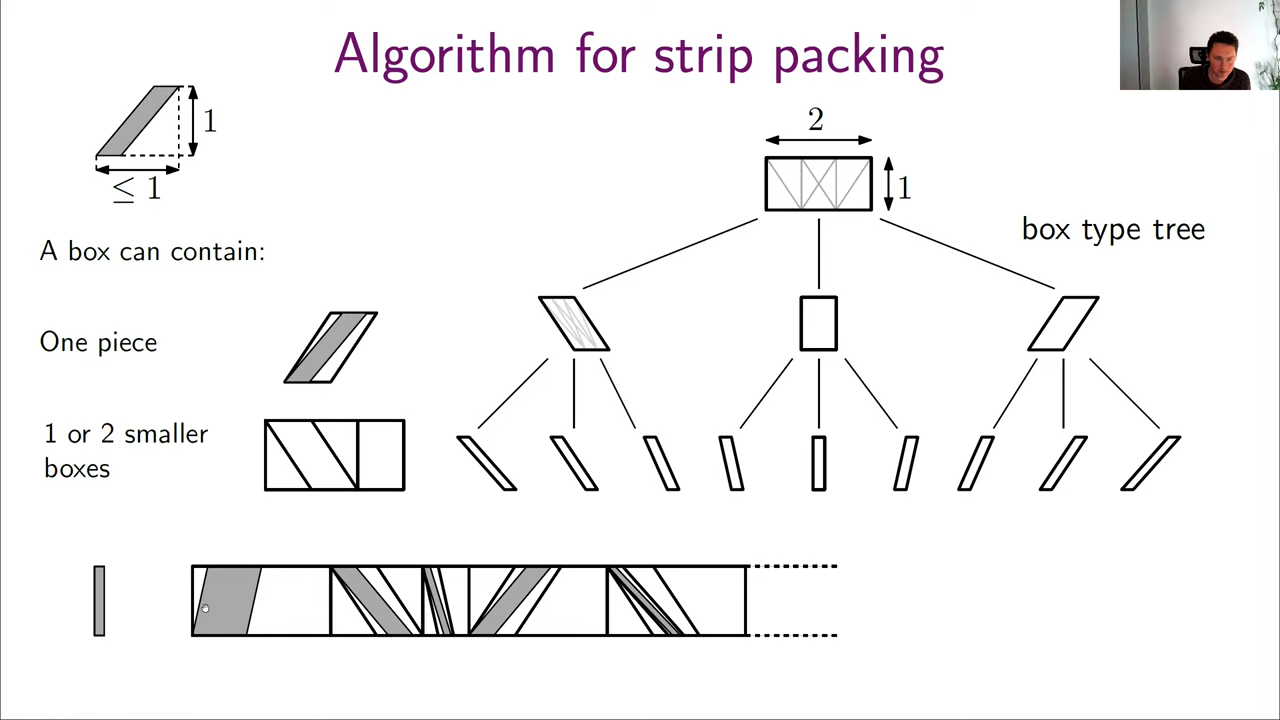 Algorithm for strip packing
1
≤ 1
2
1
box type tree
A box can contain:
One piece
1 or 2 smaller
boxes